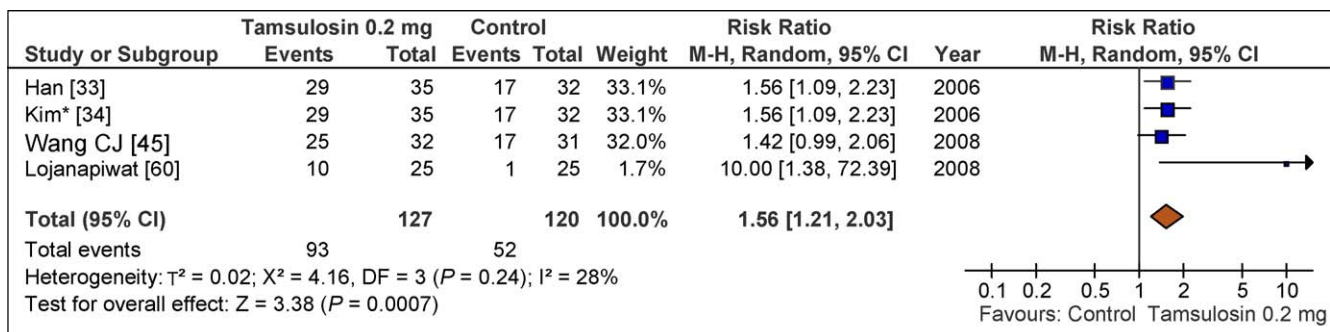 Tamsulosin 0.2 mg Control Risk Ratio Risk Ratio
Study or Subgroup Events Total Events Total Weight M-H, Random, 95% CI Year M-H, Random, 95% CI
Han [33] 29 35 17 32 33.1% 1.56 [1.09, 2.23] 2006
Kim* [34] 29 35 17 32 33.1% 1.56 [1.09, 2.23] 2006
Wang CJ [45] 25 32 17 31 32.0% 1.42 [0.99, 2.06] 2008
Lojanapiwat [60] 10 25 1 25 1.7% 10.00 [1.38, 72.39] 2008
Total (95% CI) 127 120 100.0% 1.56 [1.21, 2.03]
Total events 93 52
Heterogeneity: T² = 0.02; X² = 4.16, DF = 3 (P = 0.24); I² = 28%
Test for overall effect: Z = 3.38 (P = 0.0007)
0.1 0.2 0.5 1 2 5 10
Favours: Control Tamsulosin 0.2 mg